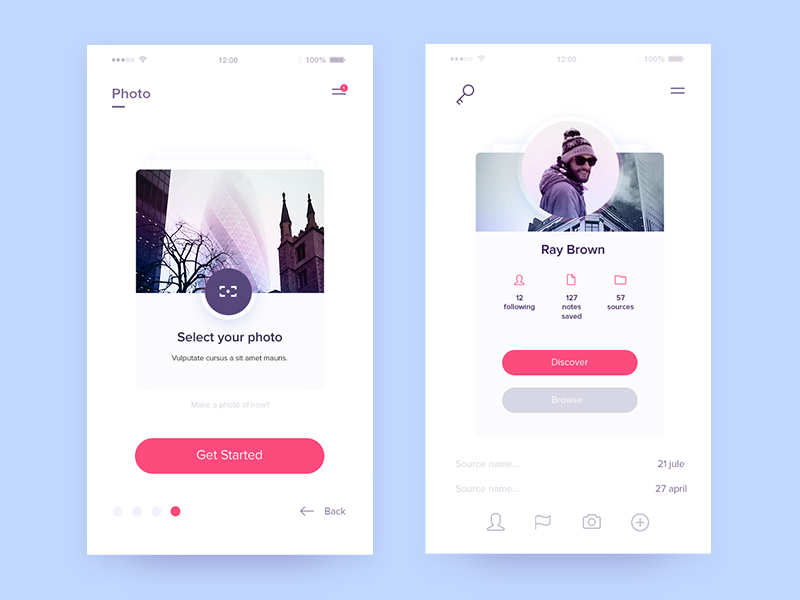 12:00
100%
Photo
1
Select your photo
Vulputate cursus a sit amet mauris.
Make a photo of now?
Get Started
Back
12:00
100%
Ray Brown
12
following
127
notes
saved
57
sources
Discover
Browse
Source name... 21 jule
Source name... 27 april